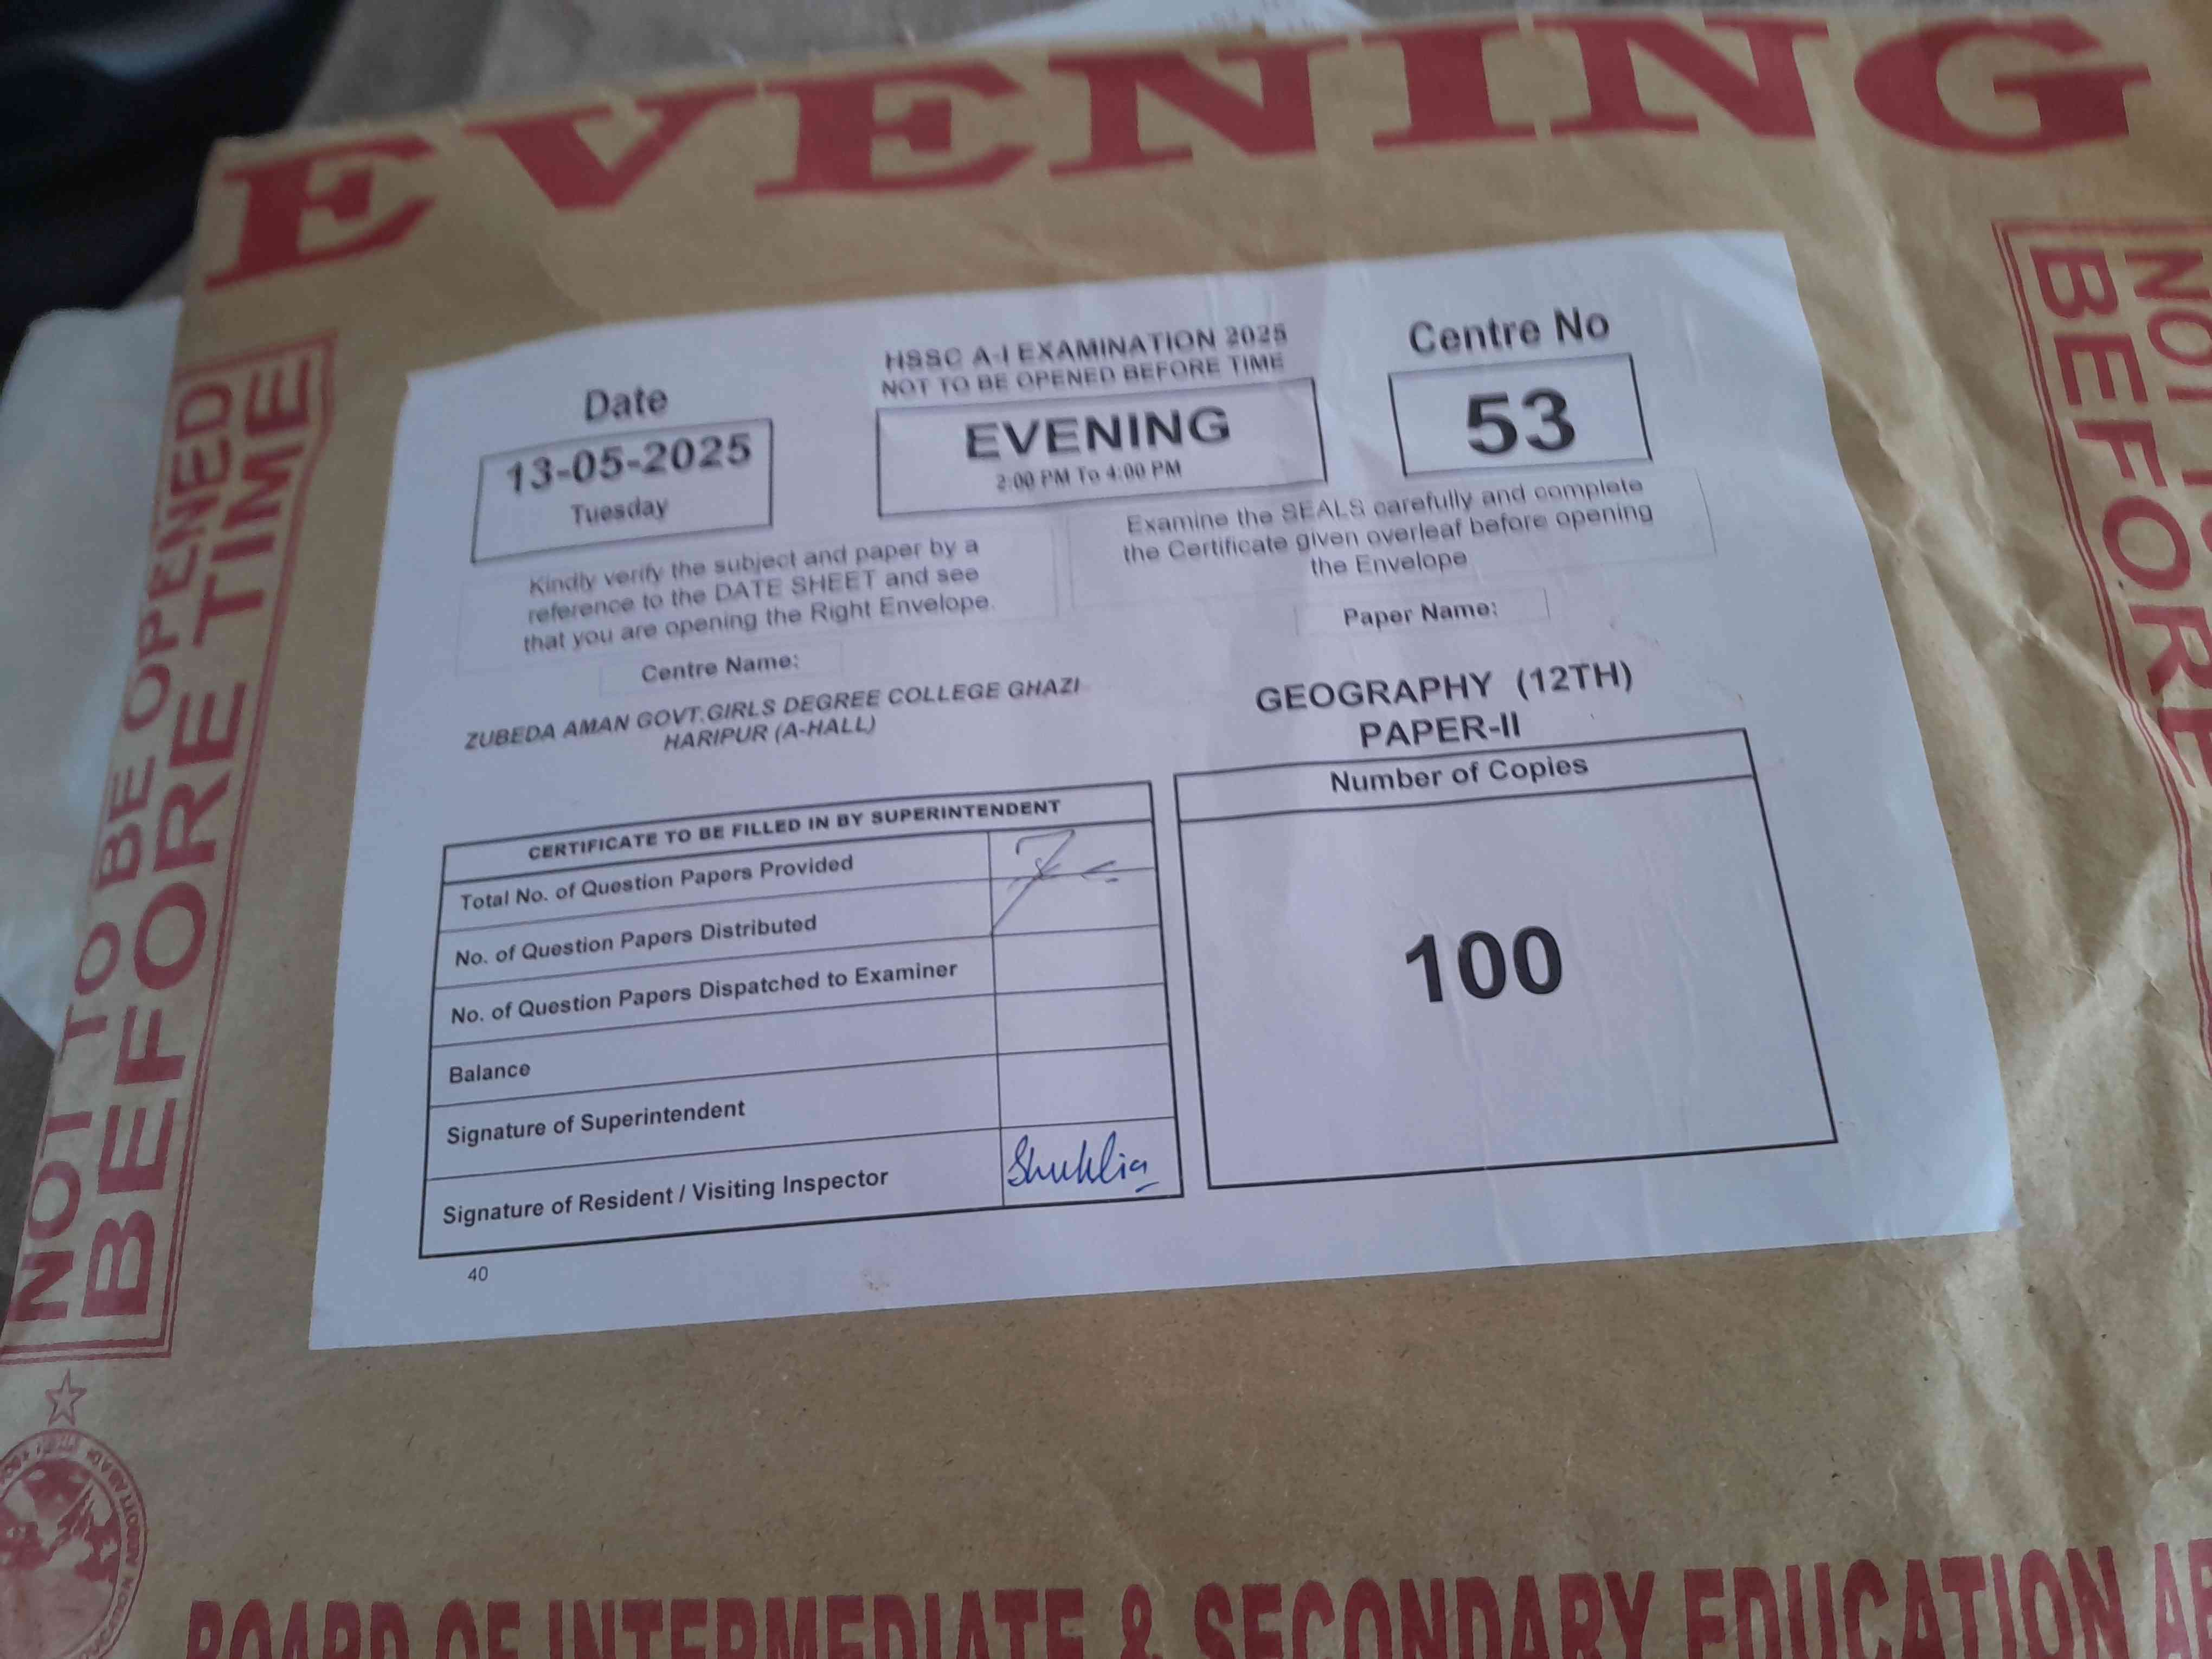 EVENING
NOT TO BE OPENED
BEFORE TIME
NOT
BEFORE
HSSC A-I EXAMINATION 2025
NOT TO BE OPENED BEFORE TIME
Date
13-05-2025
Tuesday
EVENING
2:00 PM To 4:00 PM
Centre No
53
Kindly verify the subject and paper by a
reference to the DATE SHEET and see
that you are opening the Right Envelope.
Examine the SEALS carefully and complete
the Certificate given overleaf before opening
the Envelope
Centre Name:
ZUBEDA AMAN GOVT.GIRLS DEGREE COLLEGE GHAZI
HARIPUR (A-HALL)
Paper Name:
GEOGRAPHY (12TH)
PAPER-II
CERTIFICATE TO BE FILLED IN BY SUPERINTENDENT
Total No. of Question Papers Provided
No. of Question Papers Distributed
No. of Question Papers Dispatched to Examiner
Balance
Signature of Superintendent
Signature of Resident / Visiting Inspector
Number of Copies
100
40
BOARD OF INTERMEDIATE & SECONDARY EDUCATION